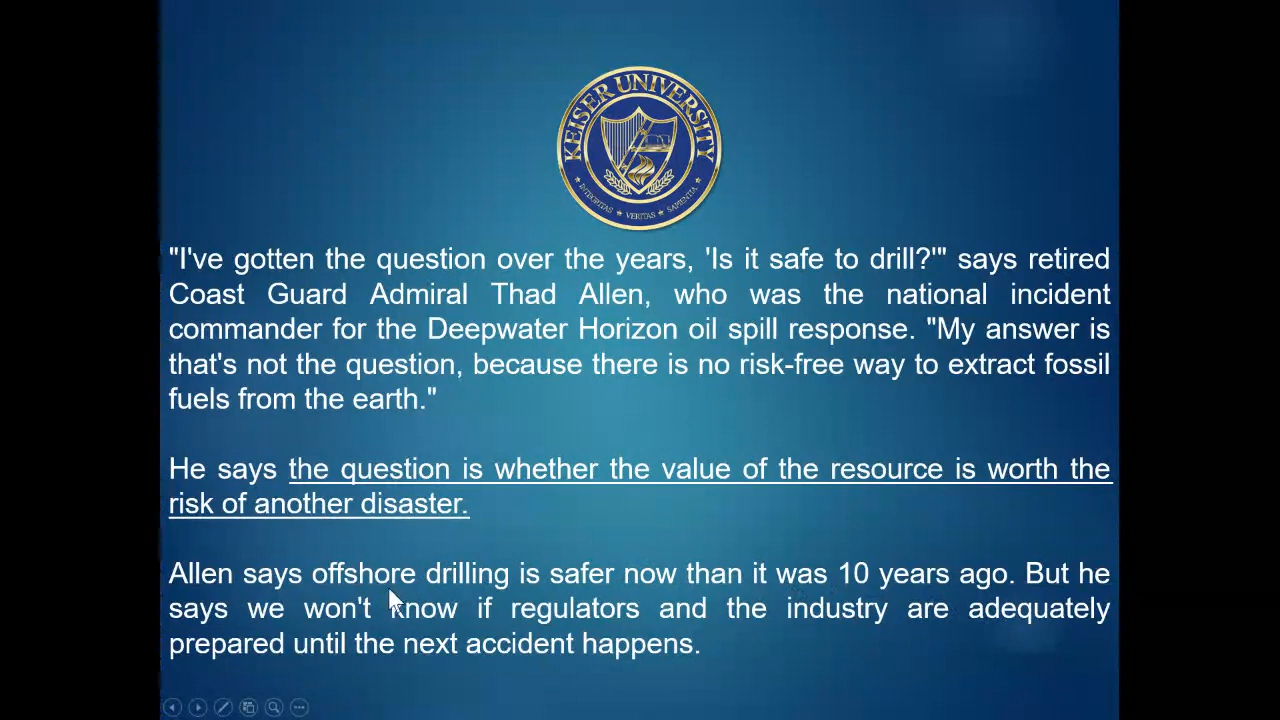 KEISER UNIVERSITY
INTEGRITAS ★ VERITAS ★ SAPIENTIA
"I've gotten the question over the years, 'Is it safe to drill?'" says retired
Coast Guard Admiral Thad Allen, who was the national incident
commander for the Deepwater Horizon oil spill response. "My answer is
that's not the question, because there is no risk-free way to extract fossil
fuels from the earth."
He says the question is whether the value of the resource is worth the
risk of another disaster.
Allen says offshore drilling is safer now than it was 10 years ago. But he
says we won't know if regulators and the industry are adequately
prepared until the next accident happens.